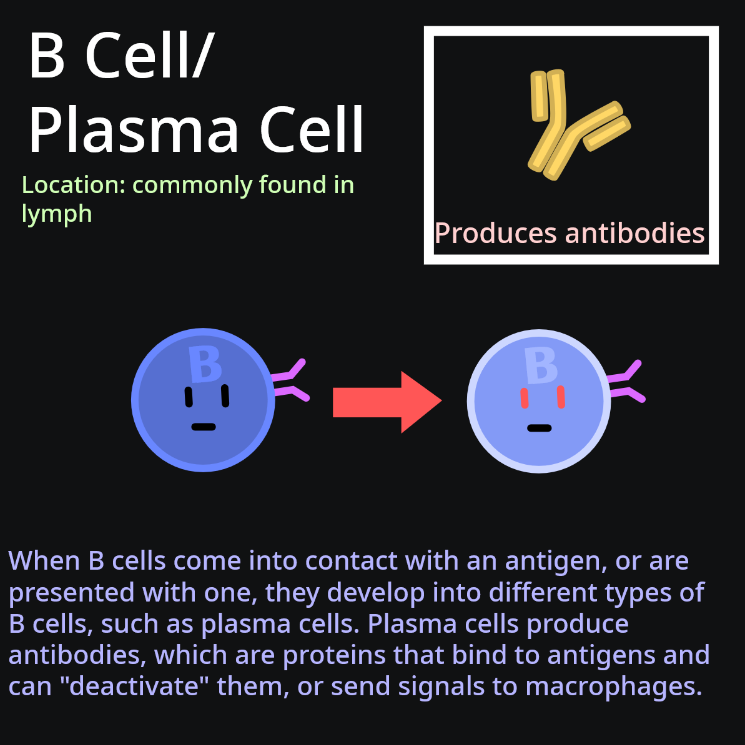 B Cell/
Plasma Cell
Location: commonly found in
lymph
Produces antibodies
B
B
When B cells come into contact with an antigen, or are
presented with one, they develop into different types of
B cells, such as plasma cells. Plasma cells produce
antibodies, which are proteins that bind to antigens and
can "deactivate" them, or send signals to macrophages.